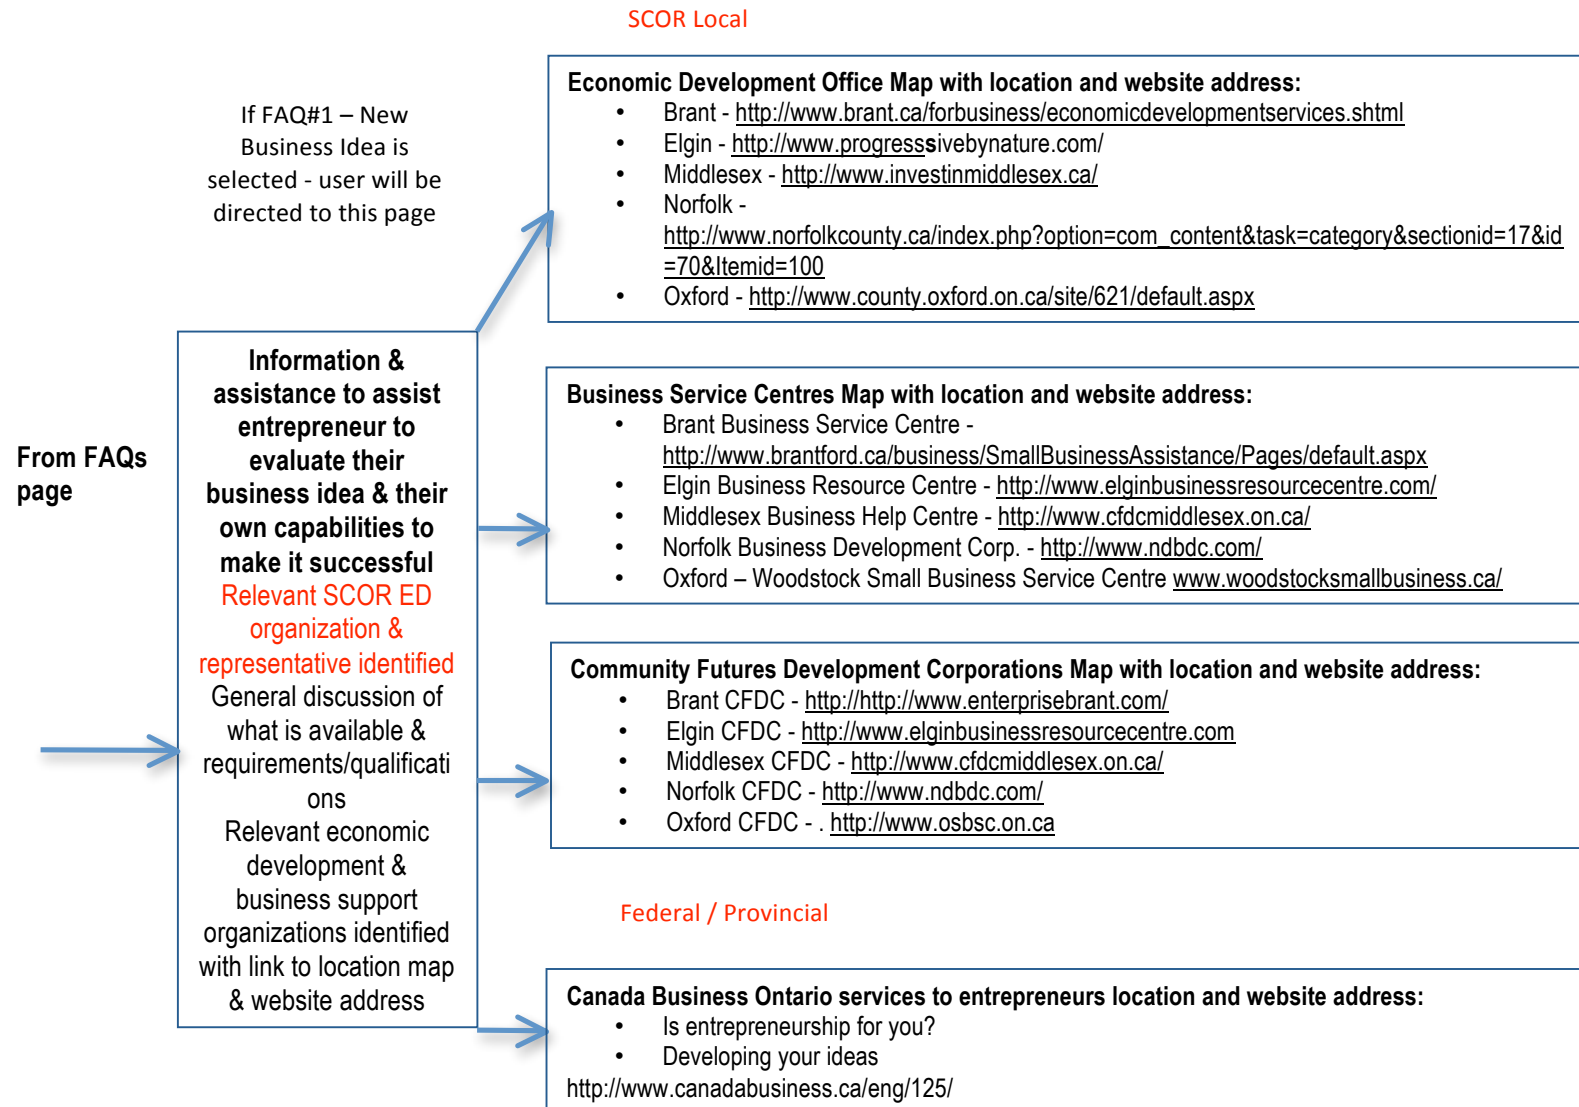 SCOR Local
If FAQ#1 – New
Business Idea is
selected - user will be
directed to this page
From FAQs
page
Information &
assistance to assist
entrepreneur to
evaluate their
business idea & their
own capabilities to
make it successful
Relevant SCOR ED
organization &
representative identified
General discussion of
what is available &
requirements/qualificati
ons
Relevant economic
development &
business support
organizations identified
with link to location map
& website address
Economic Development Office Map with location and website address:
• Brant - http://www.brant.ca/forbusiness/economicdevelopmentservices.shtml
• Elgin - http://www.progresssivebynature.com/
• Middlesex - http://www.investinmiddlesex.ca/
• Norfolk -
http://www.norfolkcounty.ca/index.php?option=com_content&task=category&sectionid=17&id
=70&Itemid=100
• Oxford - http://www.county.oxford.on.ca/site/621/default.aspx
Business Service Centres Map with location and website address:
• Brant Business Service Centre -
http://www.brantford.ca/business/SmallBusinessAssistance/Pages/default.aspx
• Elgin Business Resource Centre - http://www.elginbusinessresourcecentre.com/
• Middlesex Business Help Centre - http://www.cfdcmiddlesex.on.ca/
• Norfolk Business Development Corp. - http://www.ndbdc.com/
• Oxford – Woodstock Small Business Service Centre www.woodstocksmallbusiness.ca/
Community Futures Development Corporations Map with location and website address:
• Brant CFDC - http://http://www.enterprisebrant.com/
• Elgin CFDC - http://www.elginbusinessresourcecentre.com
• Middlesex CFDC - http://www.cfdcmiddlesex.on.ca/
• Norfolk CFDC - http://www.ndbdc.com/
• Oxford CFDC - . http://www.osbsc.on.ca
Federal / Provincial
Canada Business Ontario services to entrepreneurs location and website address:
• Is entrepreneurship for you?
• Developing your ideas
http://www.canadabusiness.ca/eng/125/